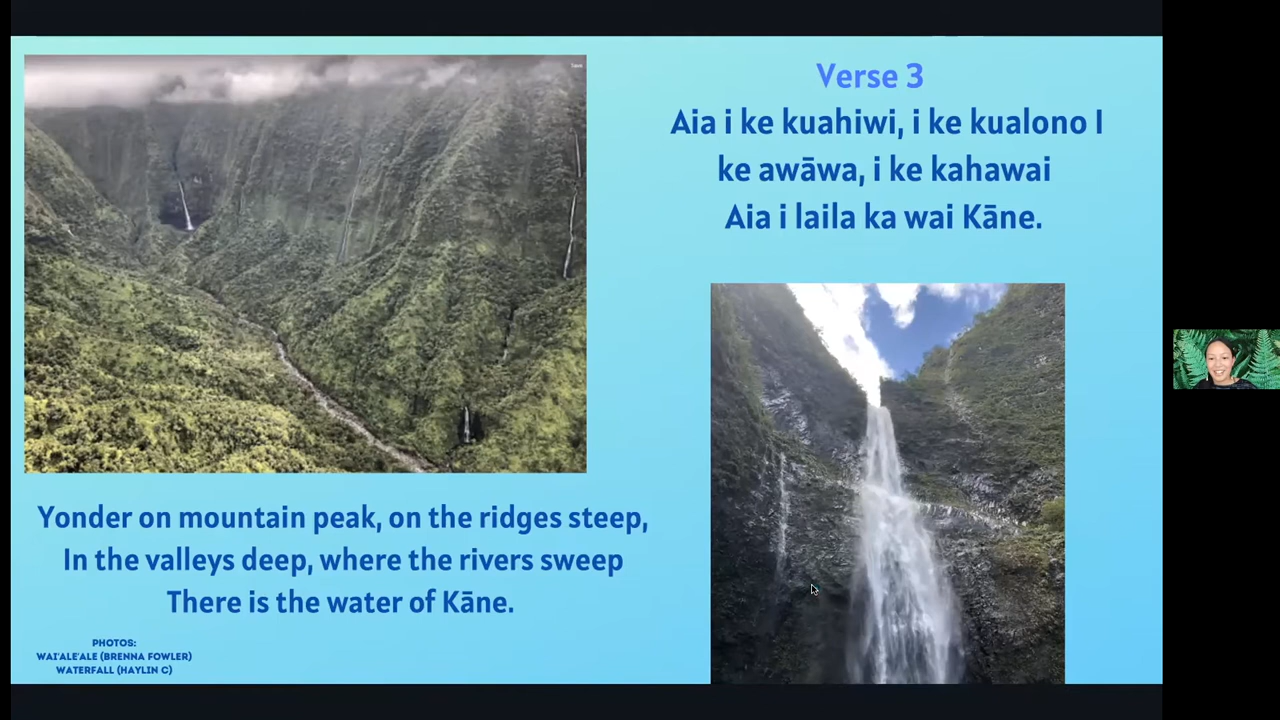 Verse 3
Aia i ke kuahiwi, i ke kualono I
ke awāwa, i ke kahawai
Aia i laila ka wai Kāne.
Yonder on mountain peak, on the ridges steep,
In the valleys deep, where the rivers sweep
There is the water of Kāne.
PHOTOS:
WAI'ALE'ALE (BRENNA FOWLER)
WATERFALL (HAYLIN C)